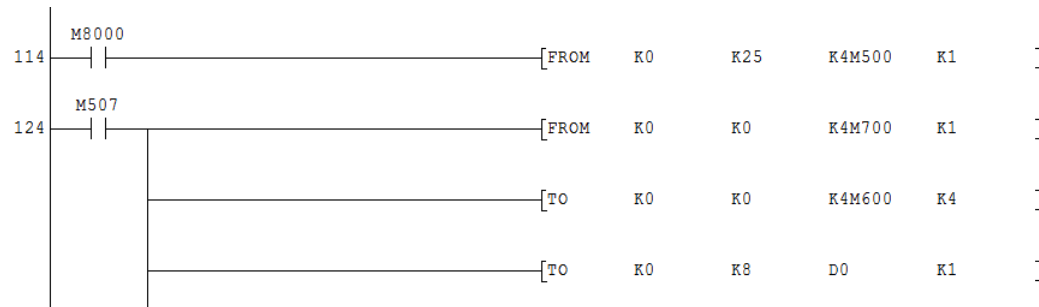 M8000
114 [FROM K0 K25 K4M500 K1 ]
M507
124 [FROM K0 K0 K4M700 K1 ]
[TO K0 K0 K4M600 K4 ]
[TO K0 K8 D0 K1 ]